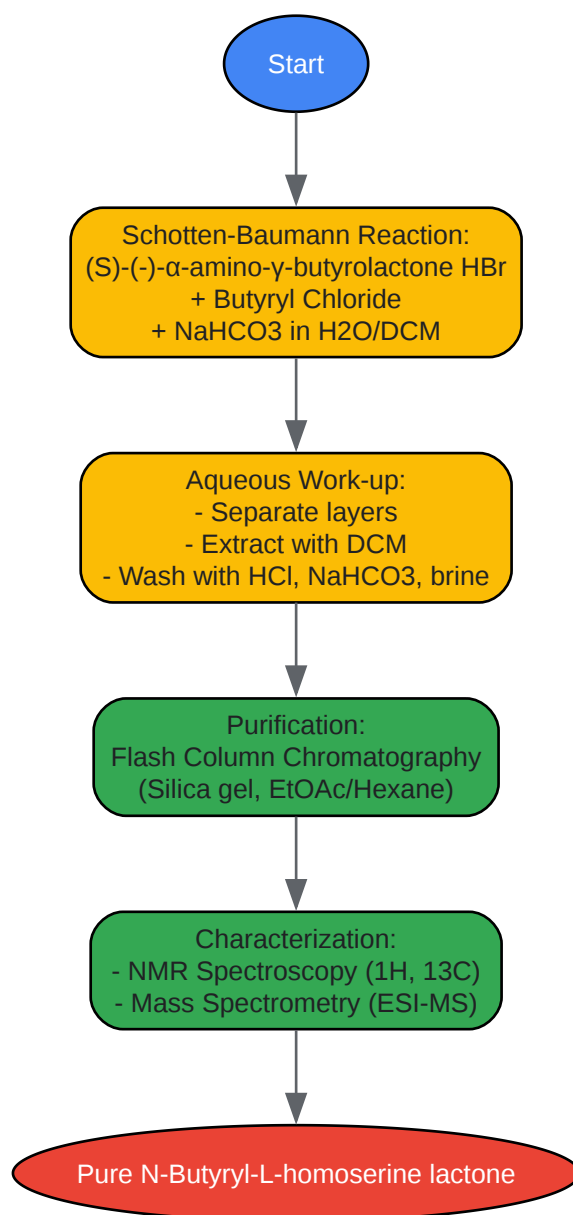 Start
Schotten-Baumann Reaction:
(S)-(-)-α-amino-γ-butyrolactone HBr
+ Butyryl Chloride
+ NaHCO3 in H2O/DCM
Aqueous Work-up:
- Separate layers
- Extract with DCM
- Wash with HCl, NaHCO3, brine
Purification:
Flash Column Chromatography
(Silica gel, EtOAc/Hexane)
Characterization:
- NMR Spectroscopy (1H, 13C)
- Mass Spectrometry (ESI-MS)
Pure N-Butyryl-L-homoserine lactone